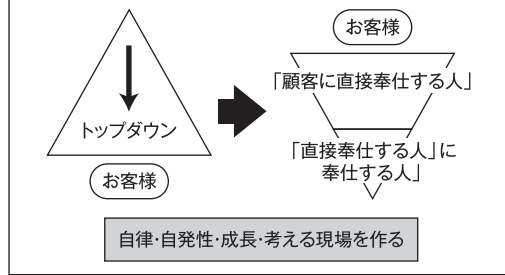 トップダウン
お客様
お客様
「顧客に直接奉仕する人」
「直接奉仕する人」に
奉仕する人」
自律・自発性・成長・考える現場を作る